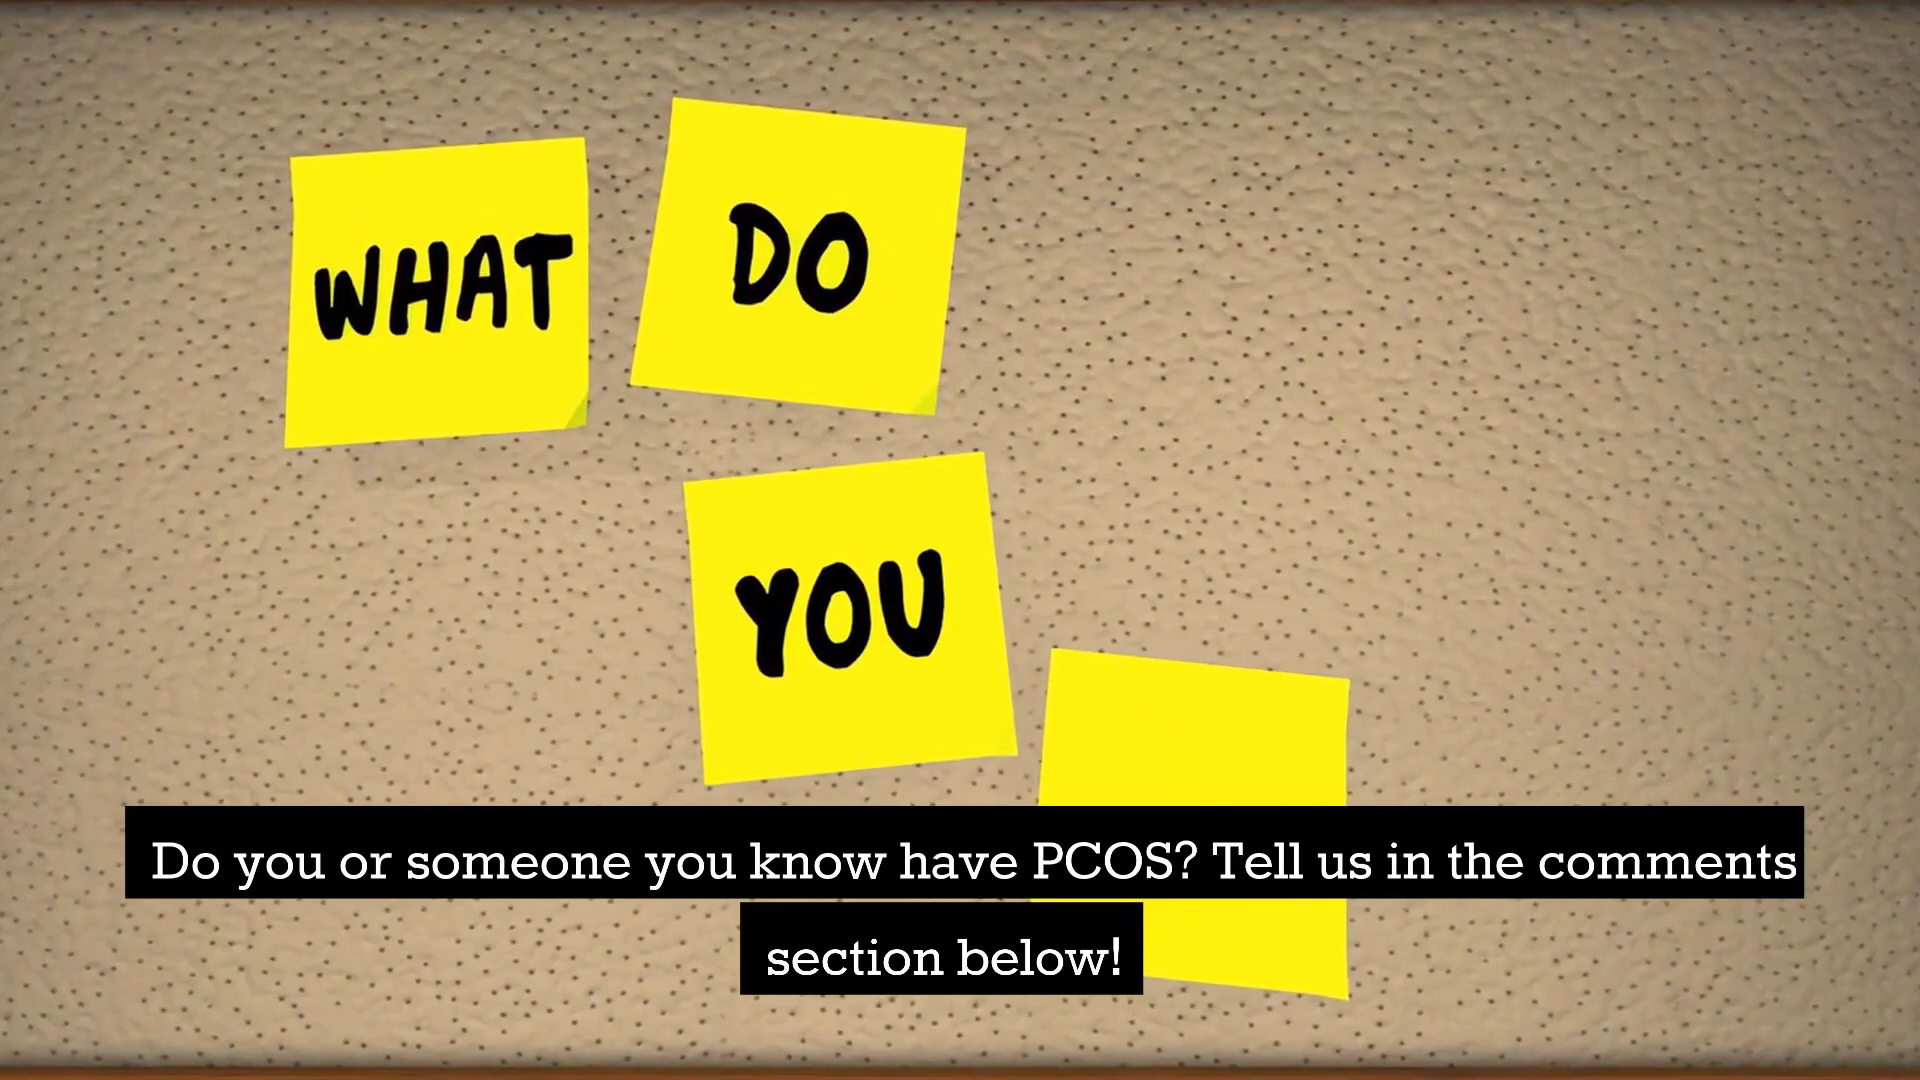 WHAT
DO
YOU
Do you or someone you know have PCOS? Tell us in the comments
section below!